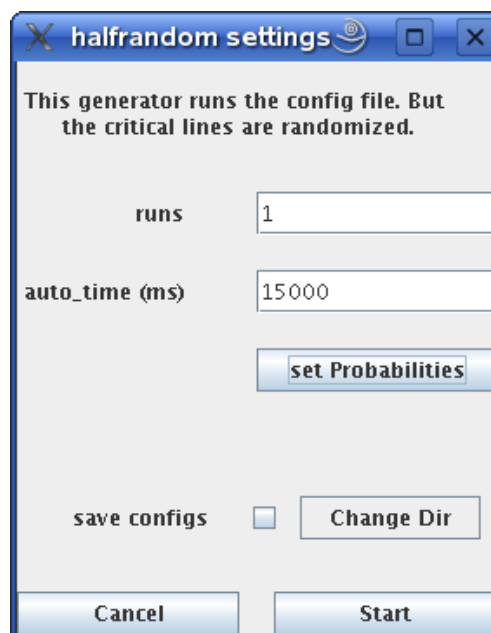 halfrandom settings
This generator runs the config file. But
the critical lines are randomized.
runs 1
auto_time (ms) 15000
set Probabilities
save configs Change Dir
Cancel Start